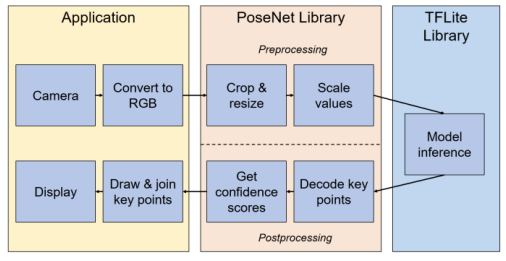 Application
PoseNet Library
TFLite
Library
Preprocessing
Camera
Convert to
RGB
Crop &
resize
Scale
values
Model
inference
Display
Draw & join
key points
Get
confidence
scores
Decode key
points
Postprocessing